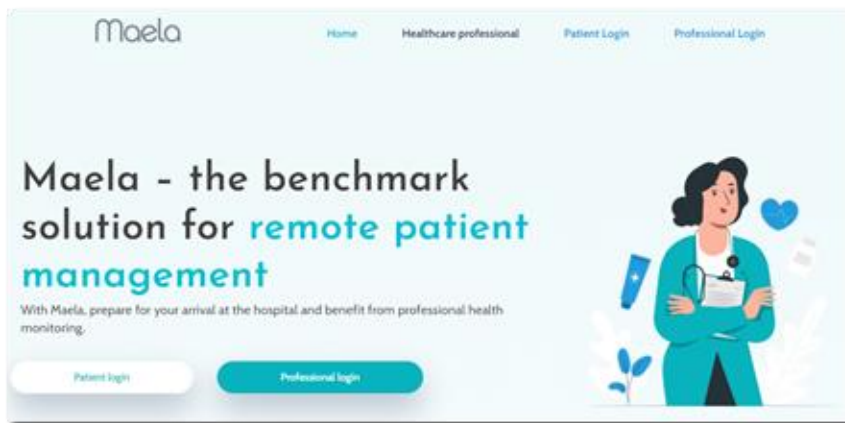 Maela
Home
Healthcare professional
Patient Login
Professional Login
Maela – the benchmark
solution for remote patient
management
With Maela, prepare for your arrival at the hospital and benefit from professional health
monitoring.
Patient login
Professional login